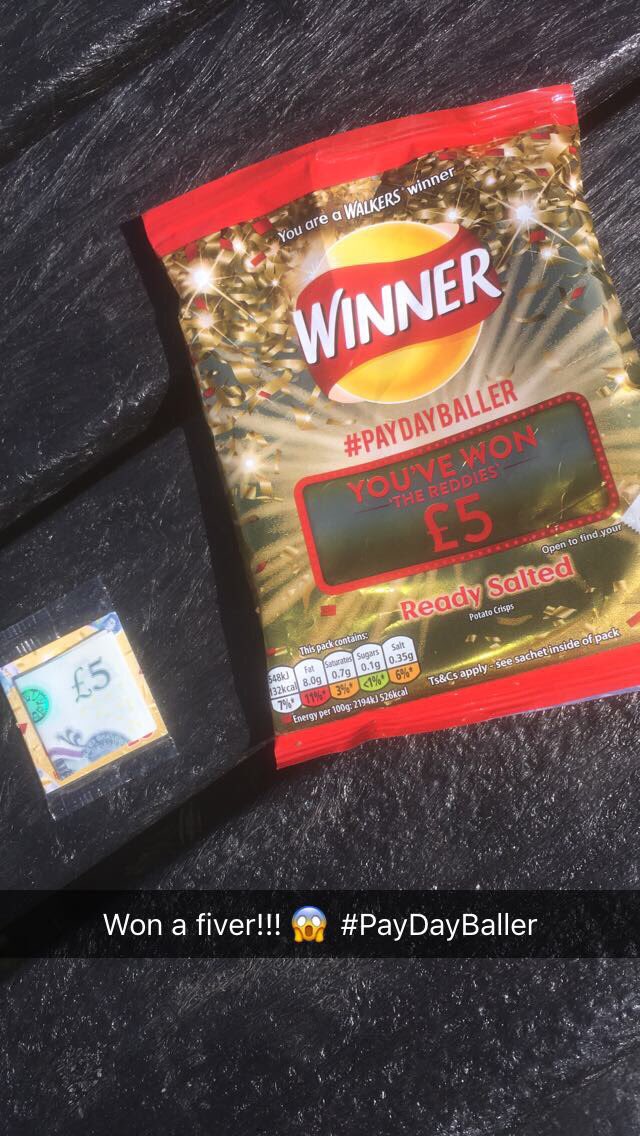 You are a WALKERS winner
WINNER
#PAYDAYBALLER
YOU'VE WON
'THE REDDIES'
£5
Open to find your
Ready Salted
Potato Crisps
This pack contains:
548kJ
132kcal
7%*
Fat
8.0g
11%*
Saturates
0.7g
3%*
Sugars
0.1g
<1%*
Salt
0.35g
6%*
Energy per 100g: 2194kJ 526kcal
Ts&Cs apply - see sachet inside of pack
£5
Won a fiver!!! 😱 #PayDayBaller